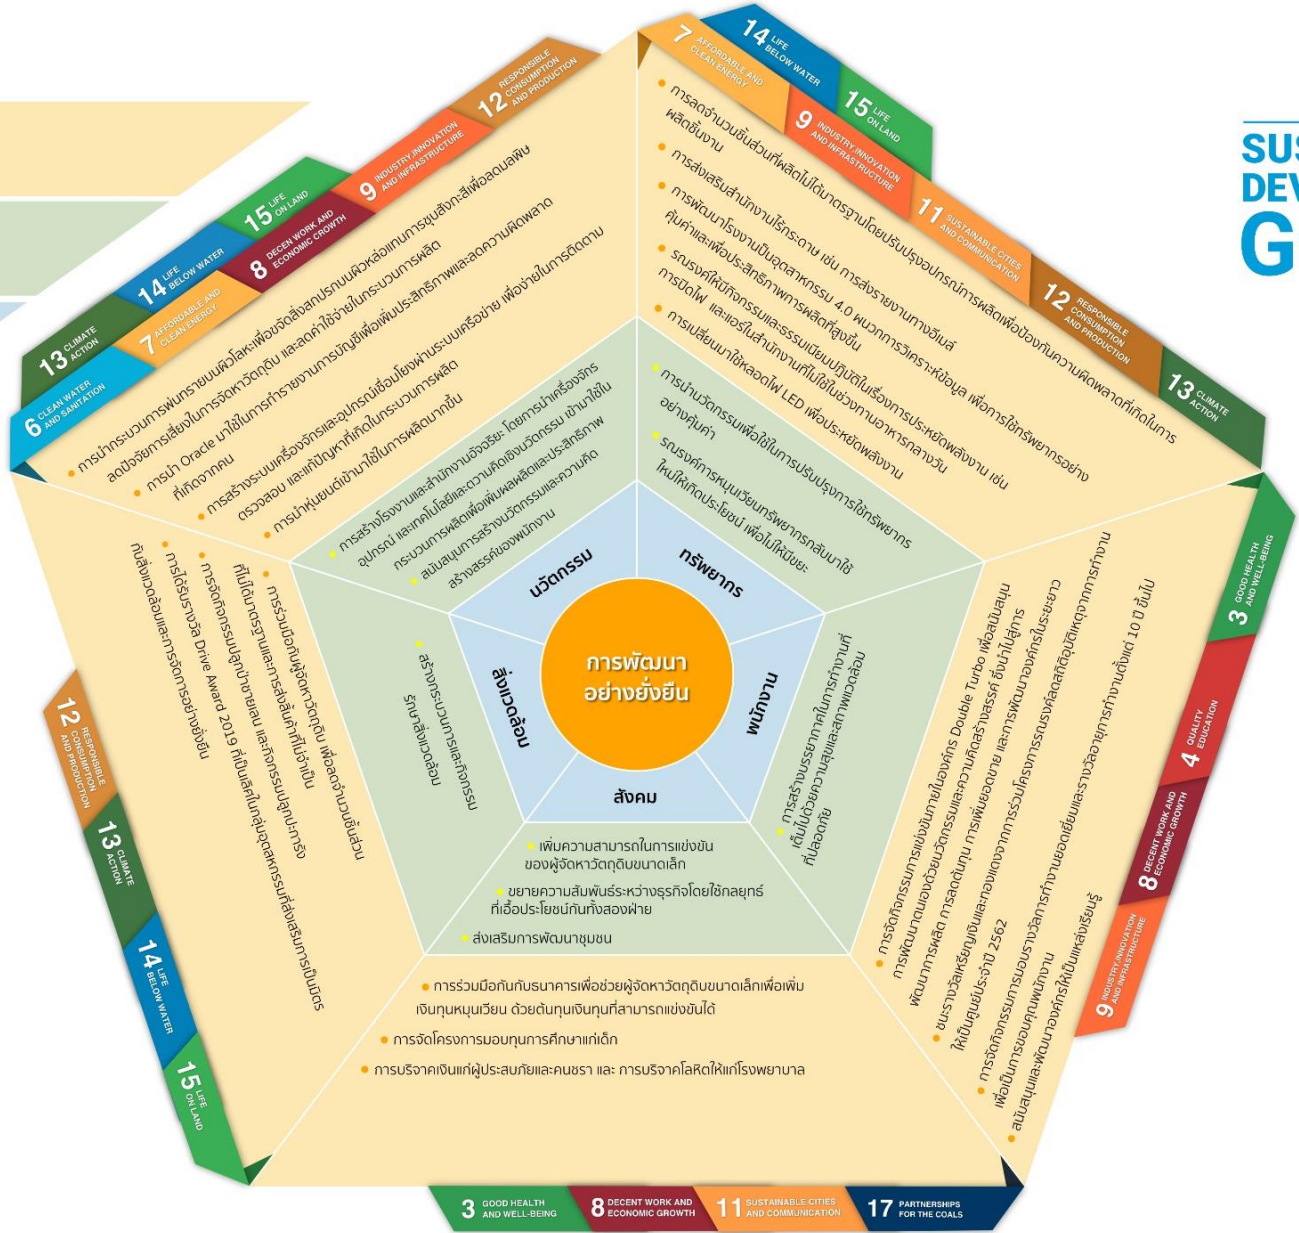 SUS
DEV
G
การพัฒนา
อย่างยั่งยืน
นวัตกรรม
ทรัพยากร
พนักงาน
สังคม
สิ่งแวดล้อม
12 RESPONSIBLE
CONSUMPTION
AND PRODUCTION
9 INDUSTRY, INNOVATION
AND INFRASTRUCTURE
15 LIFE
ON LAND
8 DECEN WORK AND
ECONOMIC GROWTH
14 LIFE
BELOW WATER
7 AFFORDABLE AND
CLEAN ENERGY
13 CLIMATE
ACTION
6 CLEAN WATER
AND SANITATION
• การนำกระบวนการพ่นทรายบนผิวโลหะเพื่อขจัดสิ่งสกปรกบนผิวหล่อแทนการชุบสังกะสีเพื่อลดมลพิษ
ลดปัจจัยการเสี่ยงในการจัดหาวัตถุดิบ และลดค่าใช้จ่ายในกระบวนการผลิต
• การนำ Oracle มาใช้ในการทำรายงานการบัญชีเพื่อเพิ่มประสิทธิภาพและลดความผิดพลาด
ที่เกิดจากคน
• การสร้างระบบเครื่องจักรและอุปกรณ์เชื่อมโยงผ่านระบบเครือข่าย เพื่อง่ายในการติดตาม
ตรวจสอบ และแก้ปัญหาที่เกิดในกระบวนการผลิต
• การนำหุ่นยนต์เข้ามาใช้ในการผลิตมากขึ้น
• การสร้างโรงงานและสำนักงานอัจฉริยะ โดยการนำเครื่องจักร
อุปกรณ์ และเทคโนโลยีและความคิดเชิงนวัตกรรม เข้ามาใช้ใน
กระบวนการผลิตเพื่อเพิ่มผลผลิตและประสิทธิภาพ
• สนับสนุนการสร้างนวัตกรรมและความคิด
สร้างสรรค์ของพนักงาน
7 AFFORDABLE AND
CLEAN ENERGY
14 LIFE
BELOW WATER
9 INDUSTRY, INNOVATION
AND INFRASTRUCTURE
15 LIFE
ON LAND
11 SUSTAINABLE CITIES
AND COMMUNICATION
12 RESPONSIBLE
CONSUMPTION
AND PRODUCTION
13 CLIMATE
ACTION
• การลดจำนวนชิ้นส่วนที่ผลิตไม่ได้มาตรฐานโดยปรับปรุงอุปกรณ์การผลิตเพื่อป้องกันความผิดพลาดที่เกิดในการ
ผลิตชิ้นงาน
• การส่งเสริมสำนักงานไร้กระดาษ เช่น การส่งรายงานทางอีเมล์
• การพัฒนาโรงงานป็นอุตสาหกรรม 4.0 ผนวกการวิเคราะห์ข้อมูล เพื่อการใช้ทรัพยากรอย่าง
คุ้มค่าและเพื่อประสิทธิภาพการผลิตที่สูงขึ้น
• รณรงค์ให้มีกิจกรรมและธรรมเนียมปฏิบัติในเรื่องการประหยัดพลังงาน เช่น
การปิดไฟ และแอร์ในสำนักงานที่ไม่ใช้ในช่วงทานอาหารกลางวัน
• การเปลี่ยนมาใช้หลอดไฟ LED เพื่อประหยัดพลังงาน
• การนำนวัตกรรมเพื่อใช้ในการปรับปรุงการใช้ทรัพยากร
อย่างคุ้มค่า
• รณรงค์การหมุนเวียนทรัพยากรกลับมาใช้
ใหม่ให้เกิดประโยชน์ เพื่อไม่ให้มีขยะ
3 GOOD HEALTH
AND WELL-BEING
4 QUALITY
EDUCATION
8 DECENT WORK AND
ECONOMIC GROWTH
9 INDUSTRY, INNOVATION
AND INFRASTRUCTURE
• การสร้างบรรยากาศในการทำงานที่
เต็มไปด้วยความสุขและสภาพแวดล้อม
ที่ปลอดภัย
• การจัดกิจกรรมการแข่งขันภายในองค์กร Double Turbo เพื่อสนับสนุน
การพัฒนาตนเองด้วยนวัตกรรมและความคิดสร้างสรรค์ ซึ่งนำไปสู่การ
พัฒนาการผลิต การลดต้นทุน การเพิ่มยอดขาย และการพัฒนาองค์กรในระยะยาว
• ชนะรางวัลเหรียญเงินและทองแดงจากการร่วมโครงการรณรงค์ลดสถิติอุบัติเหตุจากการทำงาน
ให้เป็นศูนย์ประจำปี 2562
• การจัดกิจกรรมการมอบรางวัลการทำงานยอดเยี่ยมและรางวัลอายุการทำงานตั้งแต่ 10 ปี ขึ้นไป
เพื่อเป็นการขอบคุณพนักงาน
• สนับสนุนและพัฒนาองค์กรให้เป็นแหล่งเรียนรู้
• เพิ่มความสามารถในการแข่งขัน
ของผู้จัดหาวัตถุดิบขนาดเล็ก
• ขยายความสัมพันธ์ระหว่างธุรกิจโดยใช้กลยุทธ์
ที่เอื้อประโยชน์กันทั้งสองฝ่าย
• ส่งเสริมการพัฒนาชุมชน
• การร่วมมือกันกับธนาคารเพื่อช่วยผู้จัดหาวัตถุดิบขนาดเล็กเพื่อเพิ่ม
เงินทุนหมุนเวียน ด้วยต้นทุนเงินทุนที่สามารถแข่งขันได้
• การจัดโครงการมอบทุนการศึกษาแก่เด็ก
• การบริจาคเงินแก่ผู้ประสบภัยและคนชรา และ การบริจาคโลหิตให้แก่โรงพยาบาล
3 GOOD HEALTH
AND WELL-BEING
8 DECENT WORK AND
ECONOMIC GROWTH
11 SUSTAINABLE CITIES
AND COMMUNICATION
17 PARTNERSHIPS
FOR THE COALS
• สร้างกระบวนการและกิจกรรม
รักษาสิ่งแวดล้อม
• การร่วมมือกับผู้จัดหาวัตถุดิบ เพื่อลดจำนวนชิ้นส่วน
ที่ไม่ได้มาตรฐานและการส่งสินค้าที่ไม่จำเป็น
• การจัดกิจกรรมปลูกป่าชายเลน และกิจกรรมปลูกปะการัง
• การได้รับรางวัล Drive Award 2019 ที่เป็นเลิศในกลุ่มอุตสหกรรมที่ส่งเสริมการเป็นมิตร
กับสิ่งแวดล้อมและการจัดการอย่างยั่งยืน
12 RESPONSIBLE
CONSUMPTION
AND PRODUCTION
13 CLIMATE
ACTION
14 LIFE
BELOW WATER
15 LIFE
ON LAND